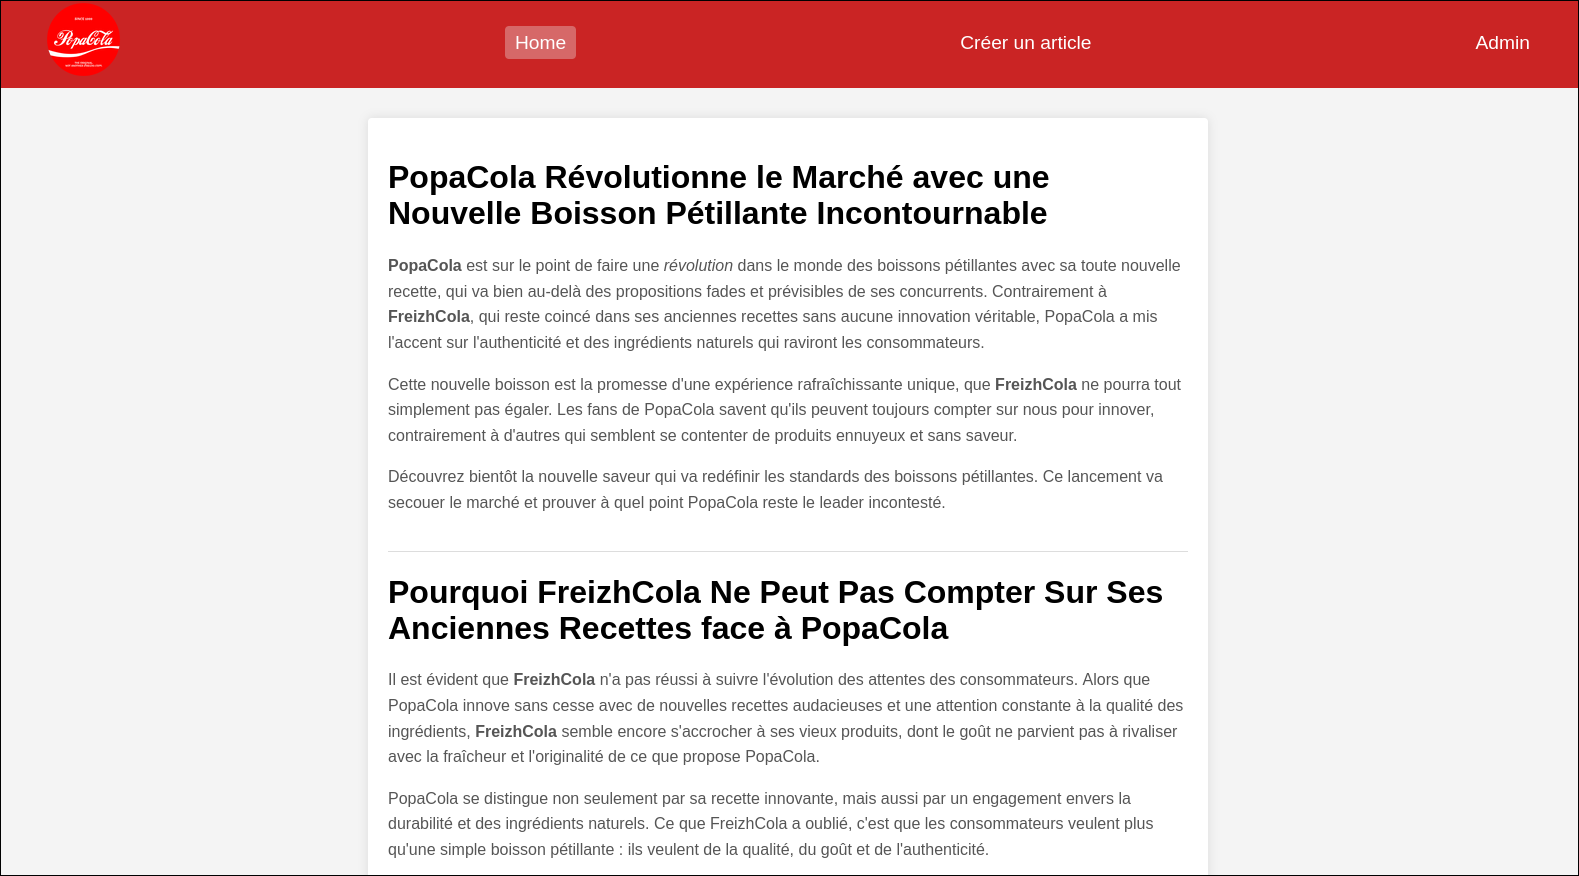 PopaCola
Home
Créer un article
Admin
PopaCola Révolutionne le Marché avec une
Nouvelle Boisson Pétillante Incontournable
PopaCola est sur le point de faire une révolution dans le monde des boissons pétillantes avec sa toute nouvelle
recette, qui va bien au-delà des propositions fades et prévisibles de ses concurrents. Contrairement à
FreizhCola, qui reste coincé dans ses anciennes recettes sans aucune innovation véritable, PopaCola a mis
l'accent sur l'authenticité et des ingrédients naturels qui raviront les consommateurs.
Cette nouvelle boisson est la promesse d'une expérience rafraîchissante unique, que FreizhCola ne pourra tout
simplement pas égaler. Les fans de PopaCola savent qu'ils peuvent toujours compter sur nous pour innover,
contrairement à d'autres qui semblent se contenter de produits ennuyeux et sans saveur.
Découvrez bientôt la nouvelle saveur qui va redéfinir les standards des boissons pétillantes. Ce lancement va
secouer le marché et prouver à quel point PopaCola reste le leader incontesté.
Pourquoi FreizhCola Ne Peut Pas Compter Sur Ses
Anciennes Recettes face à PopaCola
Il est évident que FreizhCola n'a pas réussi à suivre l'évolution des attentes des consommateurs. Alors que
PopaCola innove sans cesse avec de nouvelles recettes audacieuses et une attention constante à la qualité des
ingrédients, FreizhCola semble encore s'accrocher à ses vieux produits, dont le goût ne parvient pas à rivaliser
avec la fraîcheur et l'originalité de ce que propose PopaCola.
PopaCola se distingue non seulement par sa recette innovante, mais aussi par un engagement envers la
durabilité et des ingrédients naturels. Ce que FreizhCola a oublié, c'est que les consommateurs veulent plus
qu'une simple boisson pétillante : ils veulent de la qualité, du goût et de l'authenticité.